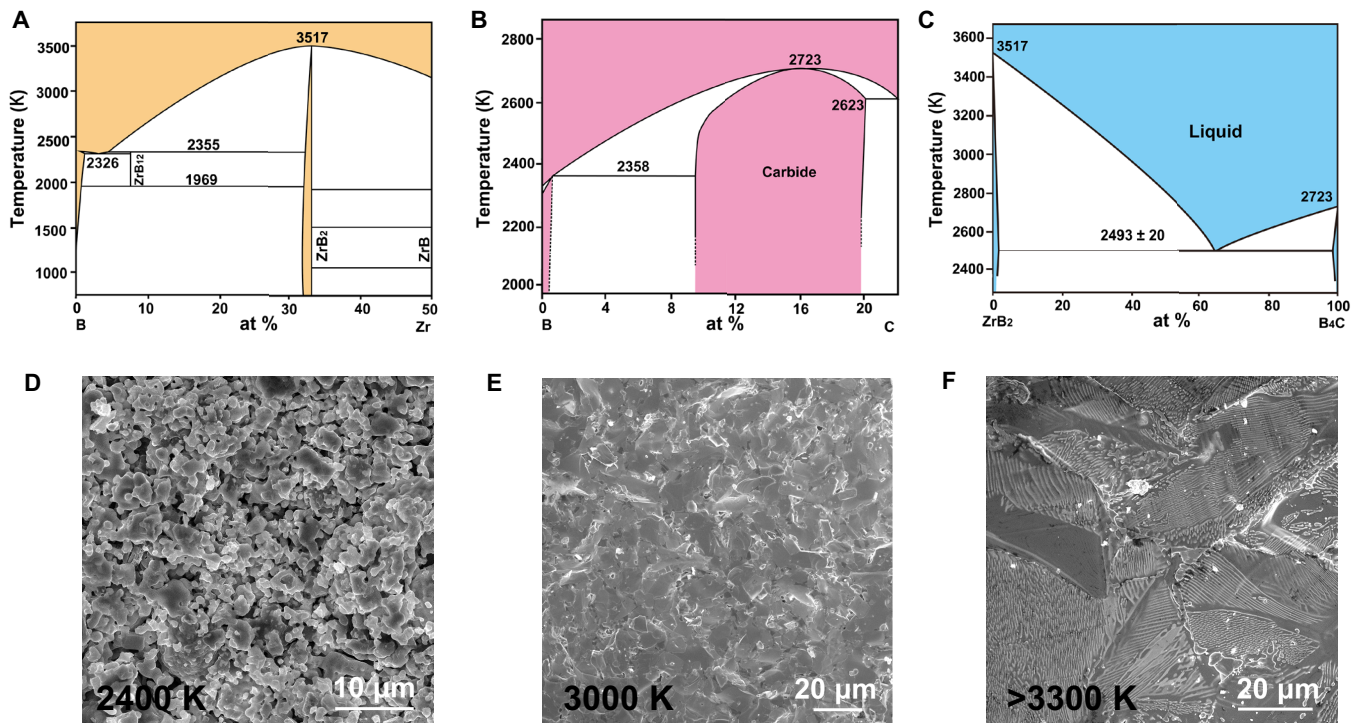 A
Temperature (K)
3500
3000
2500
2000
1500
1000
3517
2355
2326
ZrB12
1969
ZrB2
ZrB
0 10 20 30 40 50
B at % Zr
B
Temperature (K)
2800
2600
2400
2200
2000
2723
2623
2358
Carbide
0 4 8 12 16 20
B at % C
C
Temperature (K)
3600
3400
3200
3000
2800
2600
2400
3517
Liquid
2723
2493 ± 20
0 20 40 60 80 100
ZrB₂ at % B₄C
D
2400 K
10 µm
E
3000 K
20 µm
F
>3300 K
20 µm